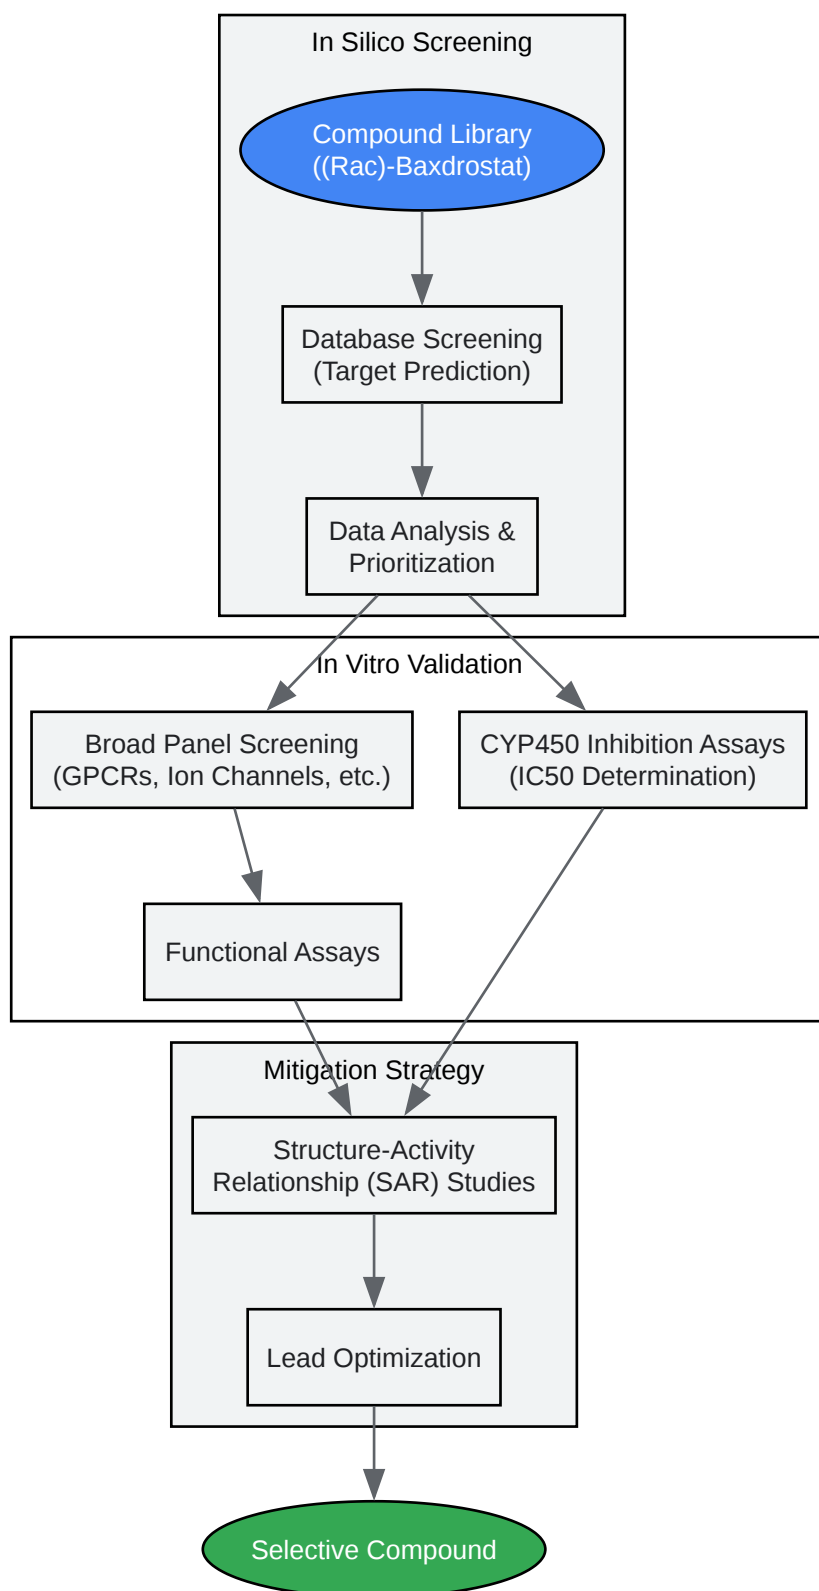 In Silico Screening
Compound Library
((Rac)-Baxdrostat)
Database Screening
(Target Prediction)
Data Analysis &
Prioritization
In Vitro Validation
Broad Panel Screening
(GPCRs, Ion Channels, etc.)
CYP450 Inhibition Assays
(IC50 Determination)
Functional Assays
Mitigation Strategy
Structure-Activity
Relationship (SAR) Studies
Lead Optimization
Selective Compound